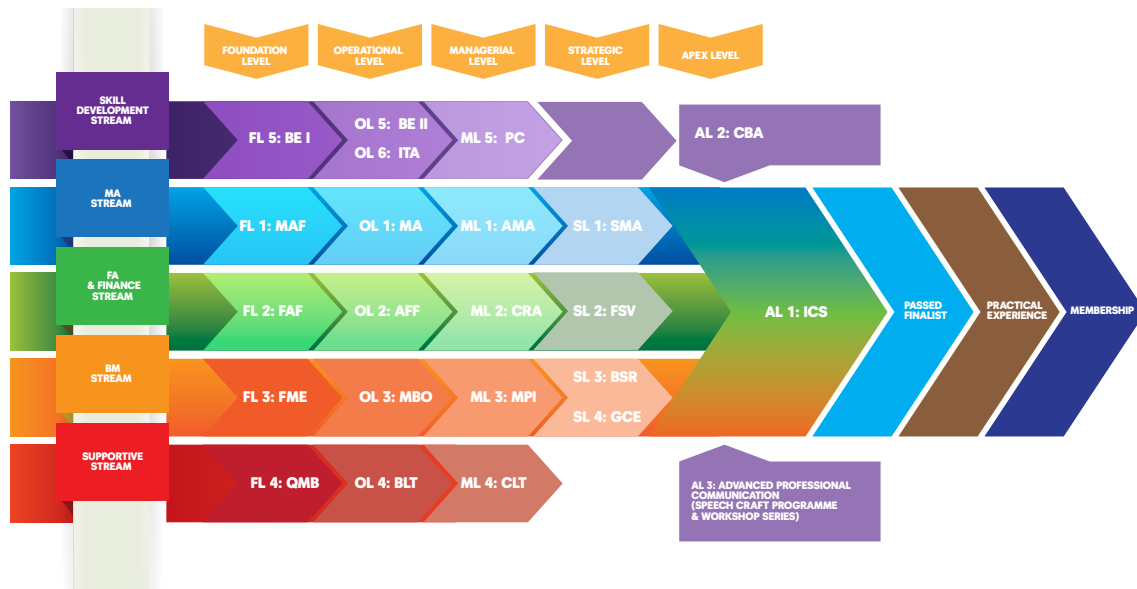 FOUNDATION
LEVEL
OPERATIONAL
LEVEL
MANAGERIAL
LEVEL
STRATEGIC
LEVEL
APEX LEVEL
SKILL
DEVELOPMENT
STREAM
FL 5: BE I
OL 5: BE II
OL 6: ITA
ML 5: PC
AL 2: CBA
MA
STREAM
FL 1: MAF
OL 1: MA
ML 1: AMA
SL 1: SMA
FA
& FINANCE
STREAM
FL 2: FAF
OL 2: AFF
ML 2: CRA
SL 2: FSV
AL 1: ICS
PASSED
FINALIST
PRACTICAL
EXPERIENCE
MEMBERSHIP
BM
STREAM
FL 3: FME
OL 3: MBO
ML 3: MPI
SL 3: BSR
SL 4: GCE
SUPPORTIVE
STREAM
FL 4: QMB
OL 4: BLT
ML 4: CLT
AL 3: ADVANCED PROFESSIONAL
COMMUNICATION
(SPEECH CRAFT PROGRAMME
& WORKSHOP SERIES)